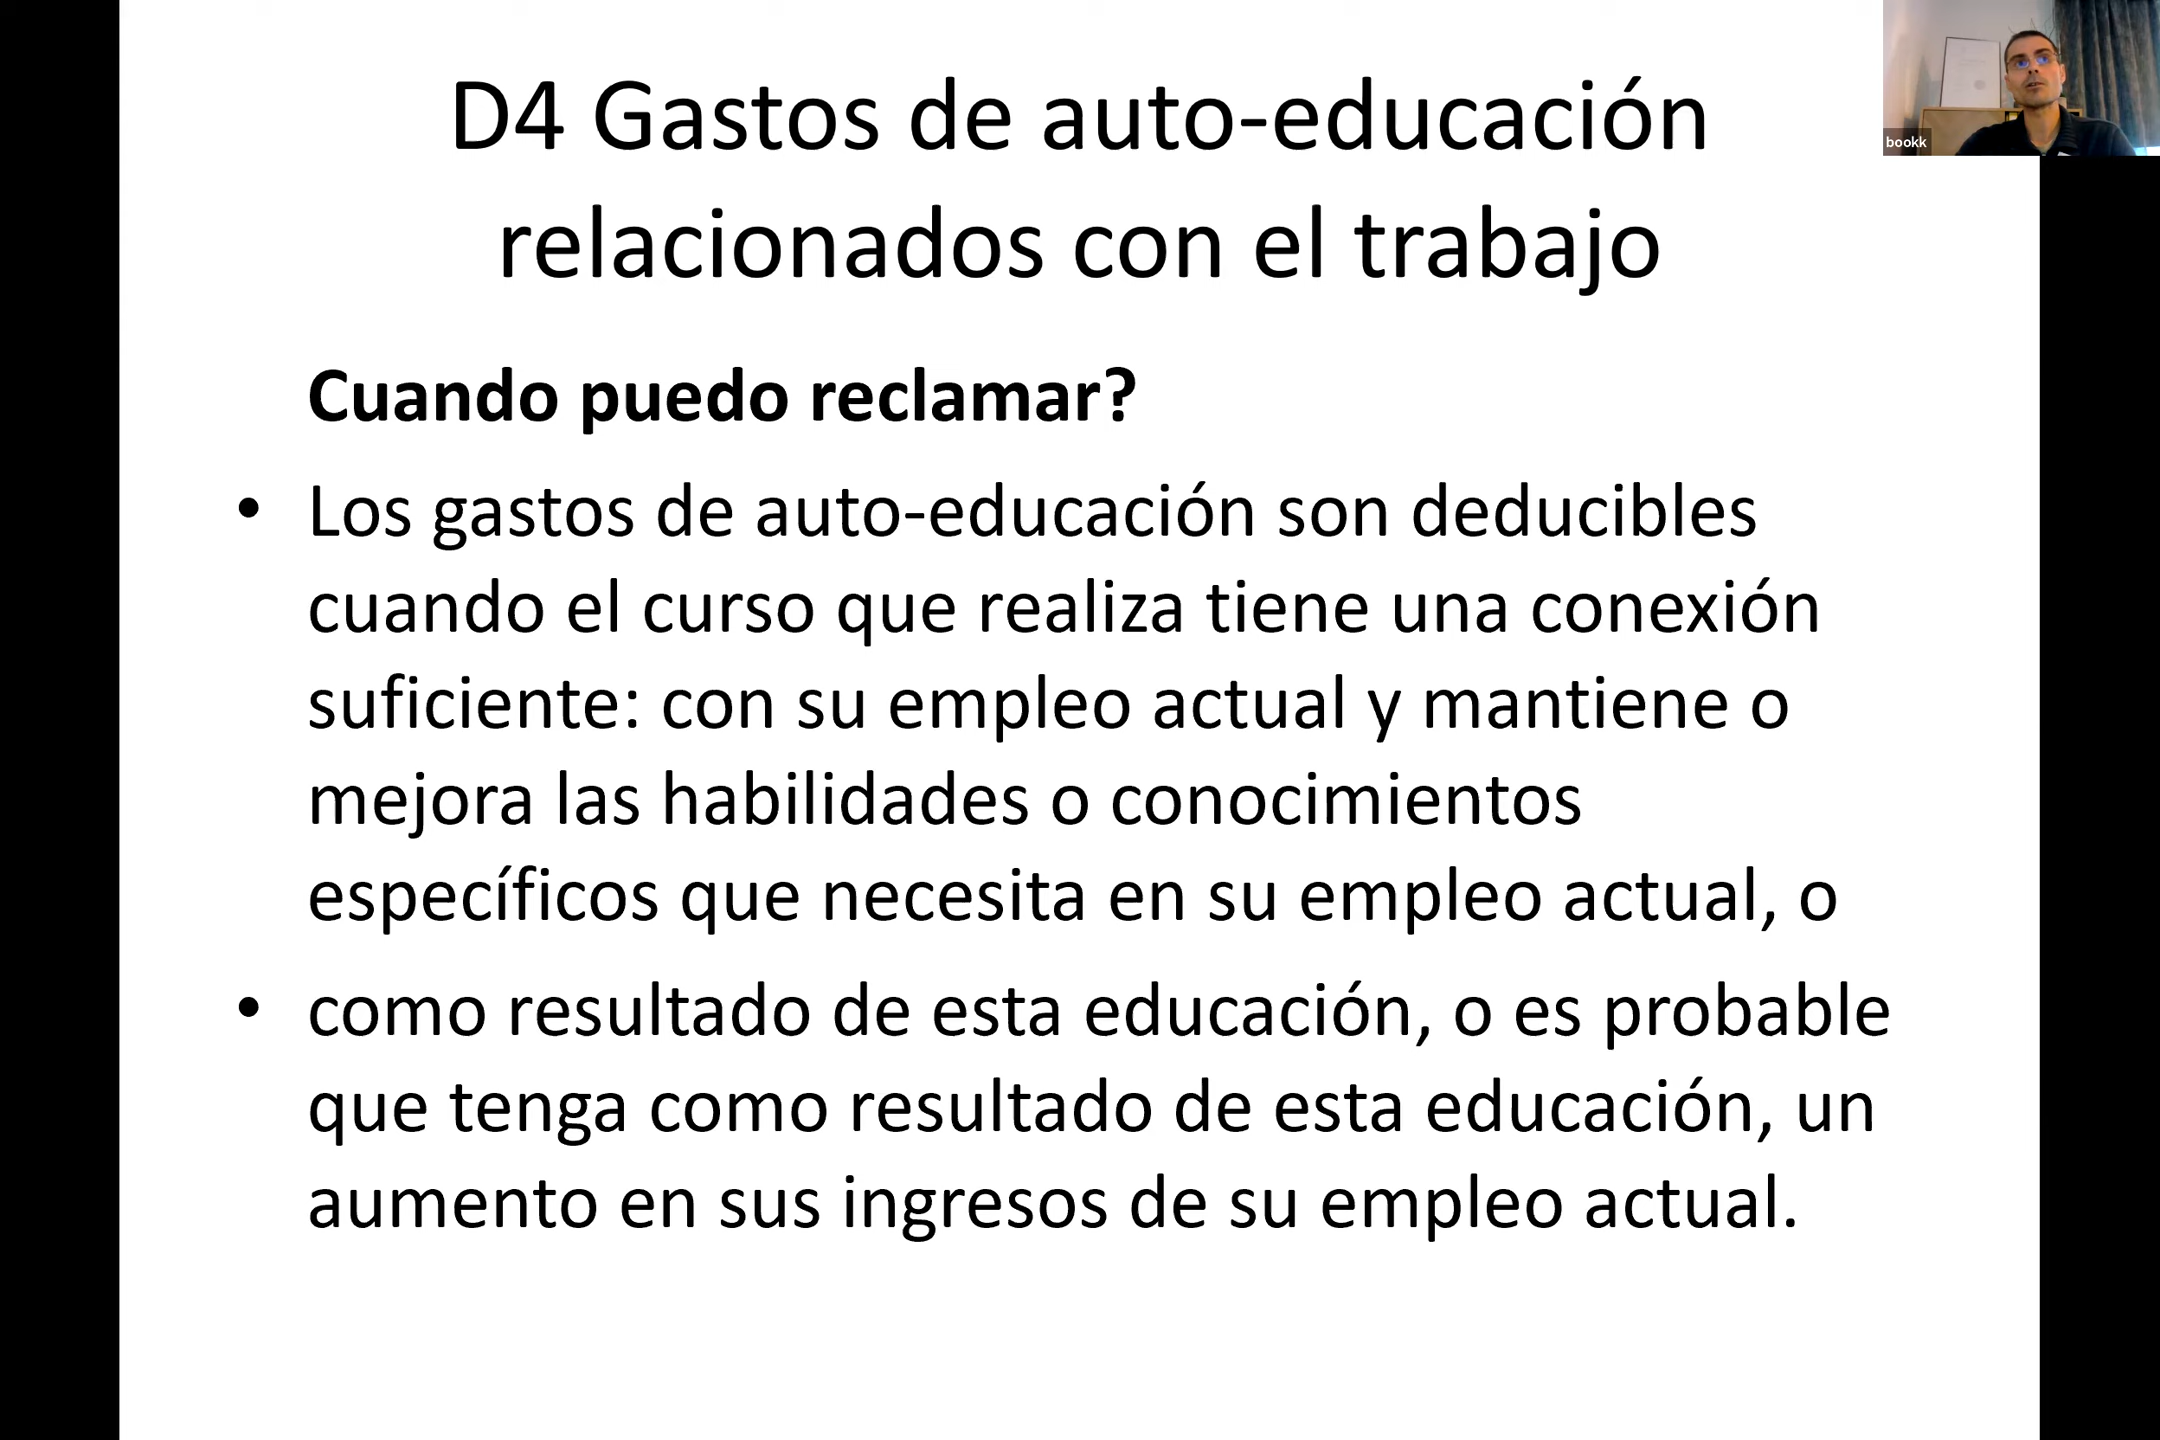 D4 Gastos de auto-educación
relacionados con el trabajo
bookk
Cuando puedo reclamar?
• Los gastos de auto-educación son deducibles
cuando el curso que realiza tiene una conexión
suficiente: con su empleo actual y mantiene o
mejora las habilidades o conocimientos
específicos que necesita en su empleo actual, o
• como resultado de esta educación, o es probable
que tenga como resultado de esta educación, un
aumento en sus ingresos de su empleo actual.